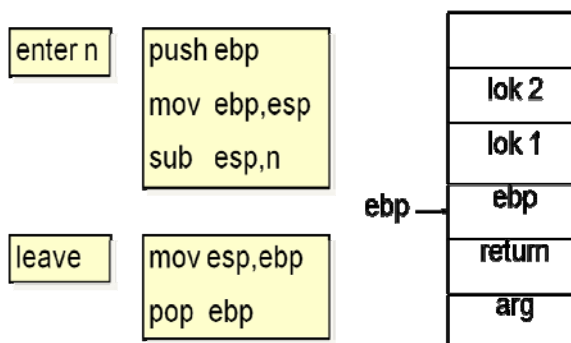 enter n
push ebp
mov ebp,esp
sub esp,n
leave
mov esp,ebp
pop ebp
lok 2
lok 1
ebp
ebp
return
arg